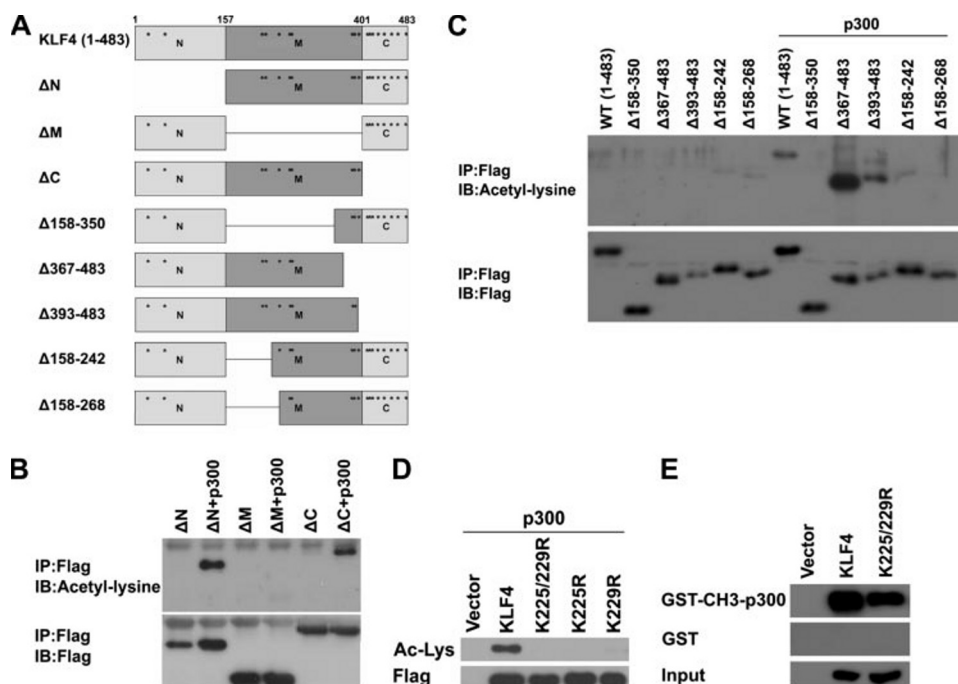 A
1 157 401 483
KLF4 (1-483)
N M C
ΔN
M C
ΔM
N C
ΔC
N M
Δ158-350
N C
Δ367-483
N M
Δ393-483
N M
Δ158-242
N M C
Δ158-268
N M C
B
ΔN
ΔN+p300
ΔM
ΔM+p300
ΔC
ΔC+p300
IP:Flag
IB:Acetyl-lysine
IP:Flag
IB:Flag
C
p300
WT (1-483)
Δ158-350
Δ367-483
Δ393-483
Δ158-242
Δ158-268
WT (1-483)
Δ158-350
Δ367-483
Δ393-483
Δ158-242
Δ158-268
IP:Flag
IB:Acetyl-lysine
IP:Flag
IB:Flag
D
p300
Vector
KLF4
K225/229R
K225R
K229R
Ac-Lys
Flag
E
Vector
KLF4
K225/229R
GST-CH3-p300
GST
Input